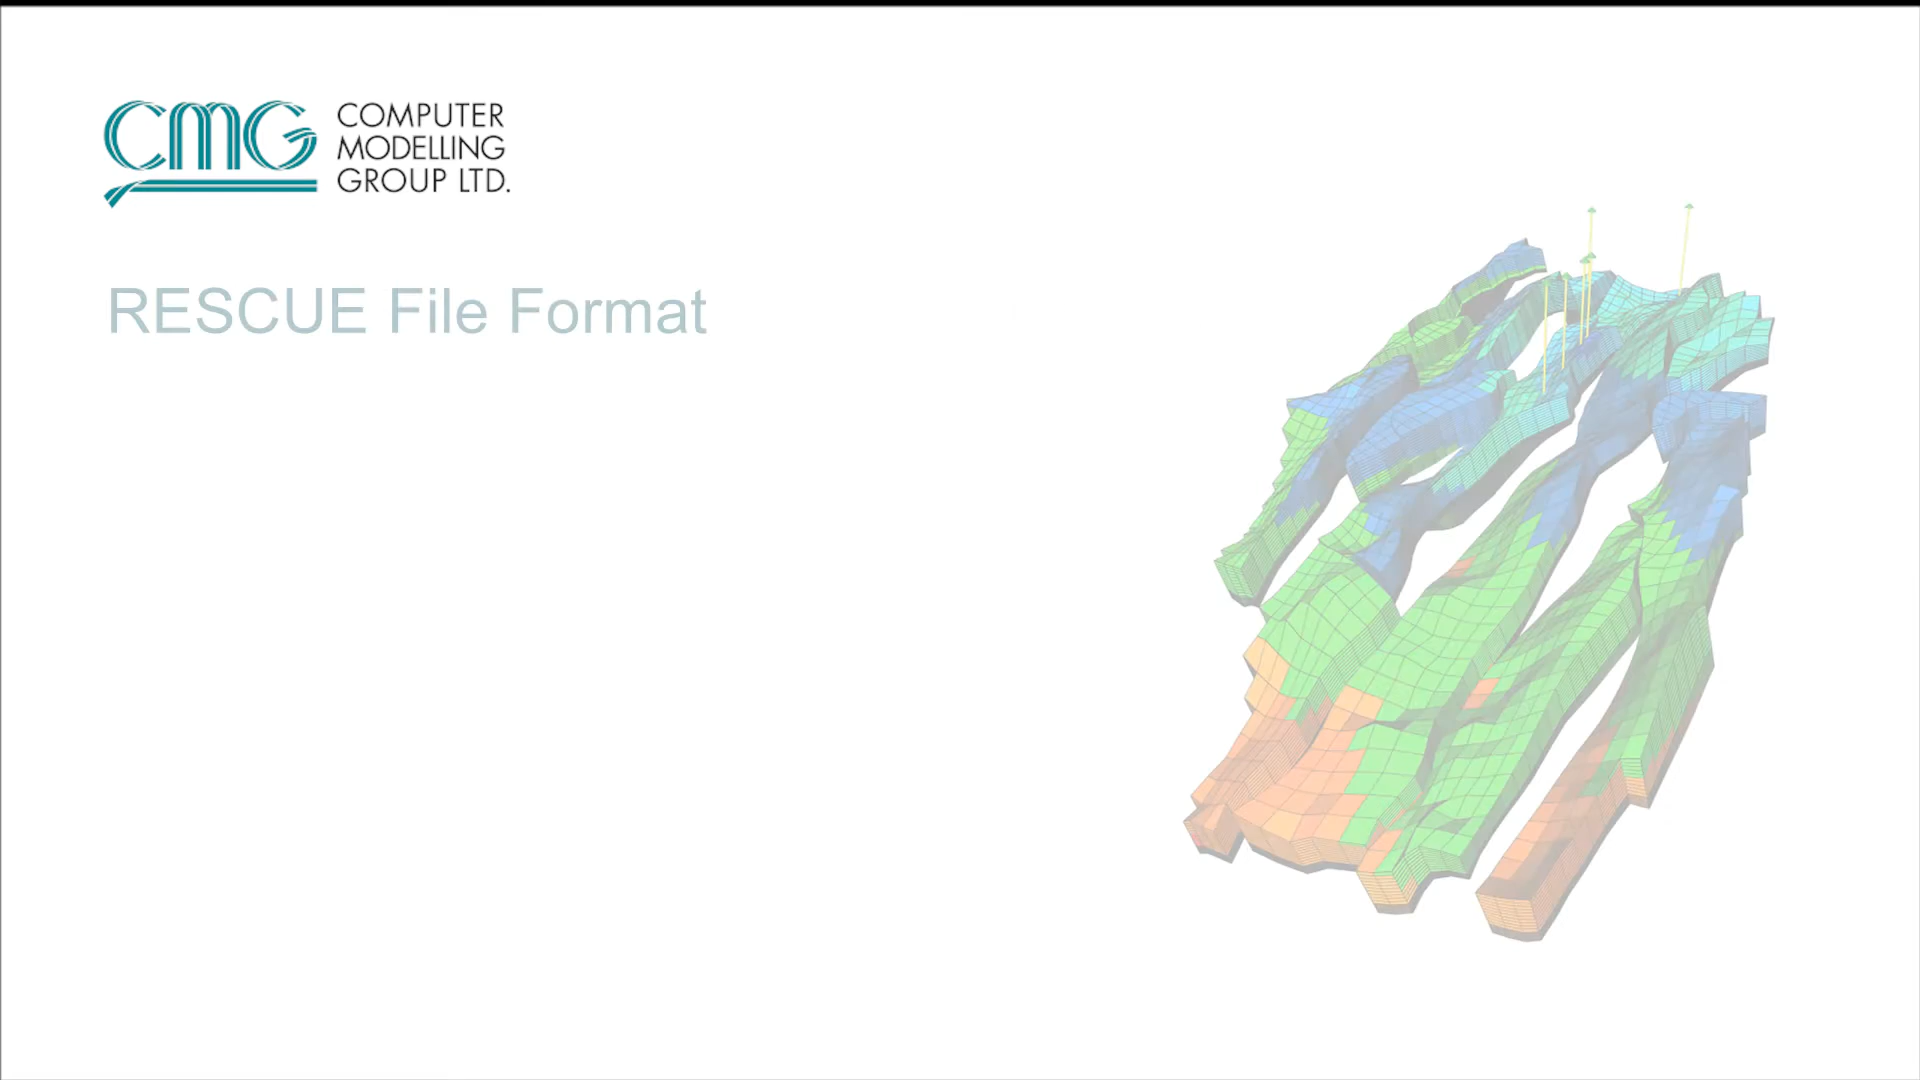 CMG
COMPUTER
MODELLING
GROUP LTD.
RESCUE File Format